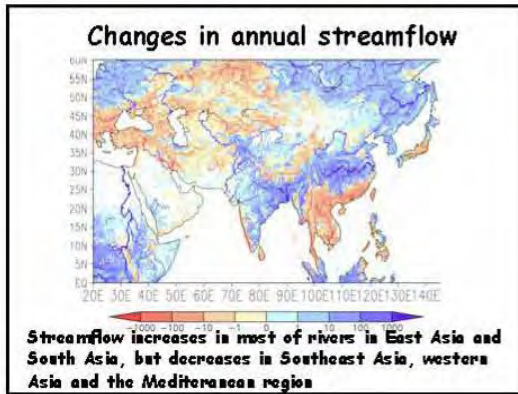 Changes in annual streamflow
60N
55N
50N
45N
40N
35N
30N
25N
20N
15N
10N
5N
EQ
20E 30E 40E 50E 60E 70E 80E 90E 100E 110E 120E 130E 140E
-1000 -100 -10 -1 0 1 10 100 1000
Streamflow increases in most of rivers in East Asia and
South Asia, but decreases in Southeast Asia, western
Asia and the Mediteranean region